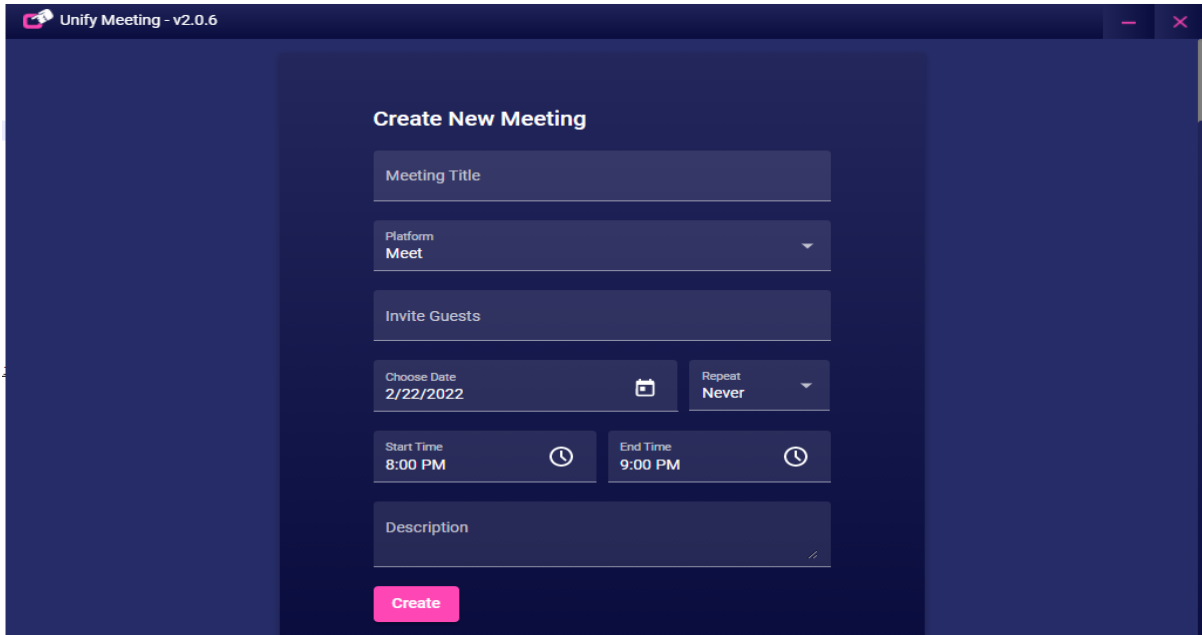 Unify Meeting - v2.0.6
Create New Meeting
Meeting Title
Platform
Meet
Invite Guests
Choose Date
2/22/2022
Repeat
Never
Start Time
8:00 PM
End Time
9:00 PM
Description
Create